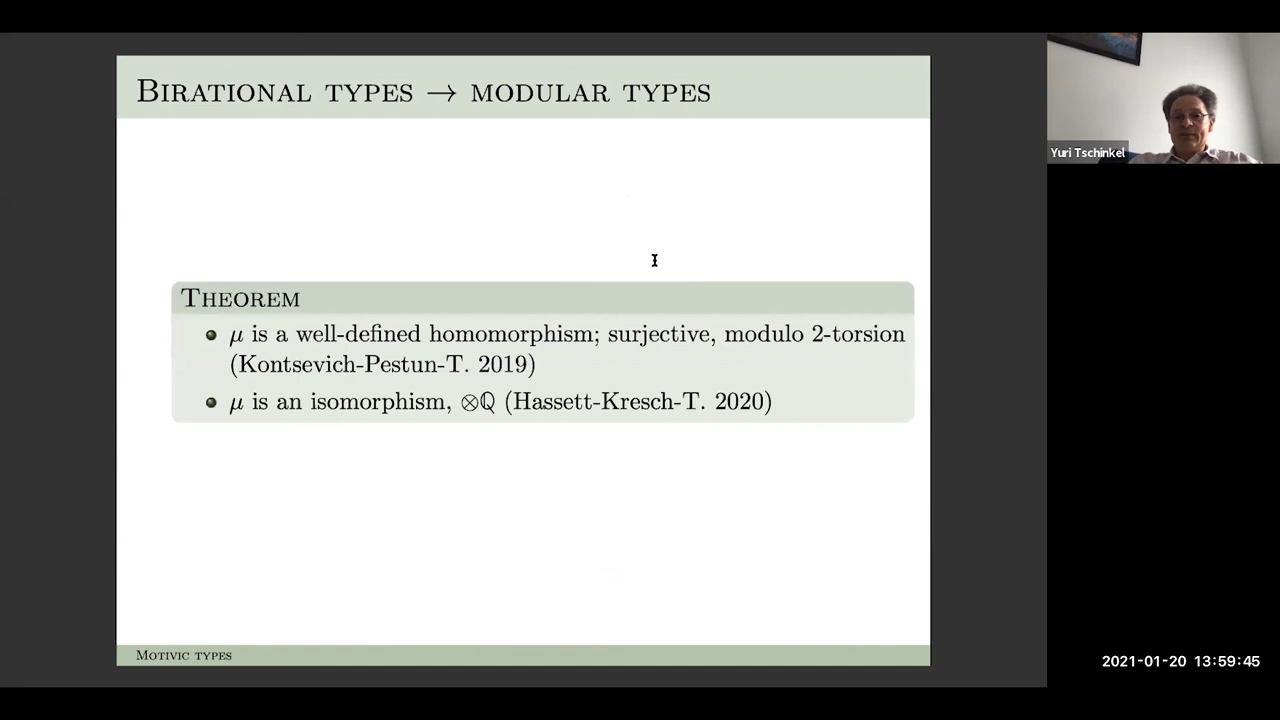 Birational types → modular types
Theorem
μ is a well-defined homomorphism; surjective, modulo 2-torsion
(Kontsevich-Pestun-T. 2019)
μ is an isomorphism, ⊗ℚ (Hassett-Kresch-T. 2020)
Motivic types
Yuri Tschinkel
2021-01-20 13:59:45